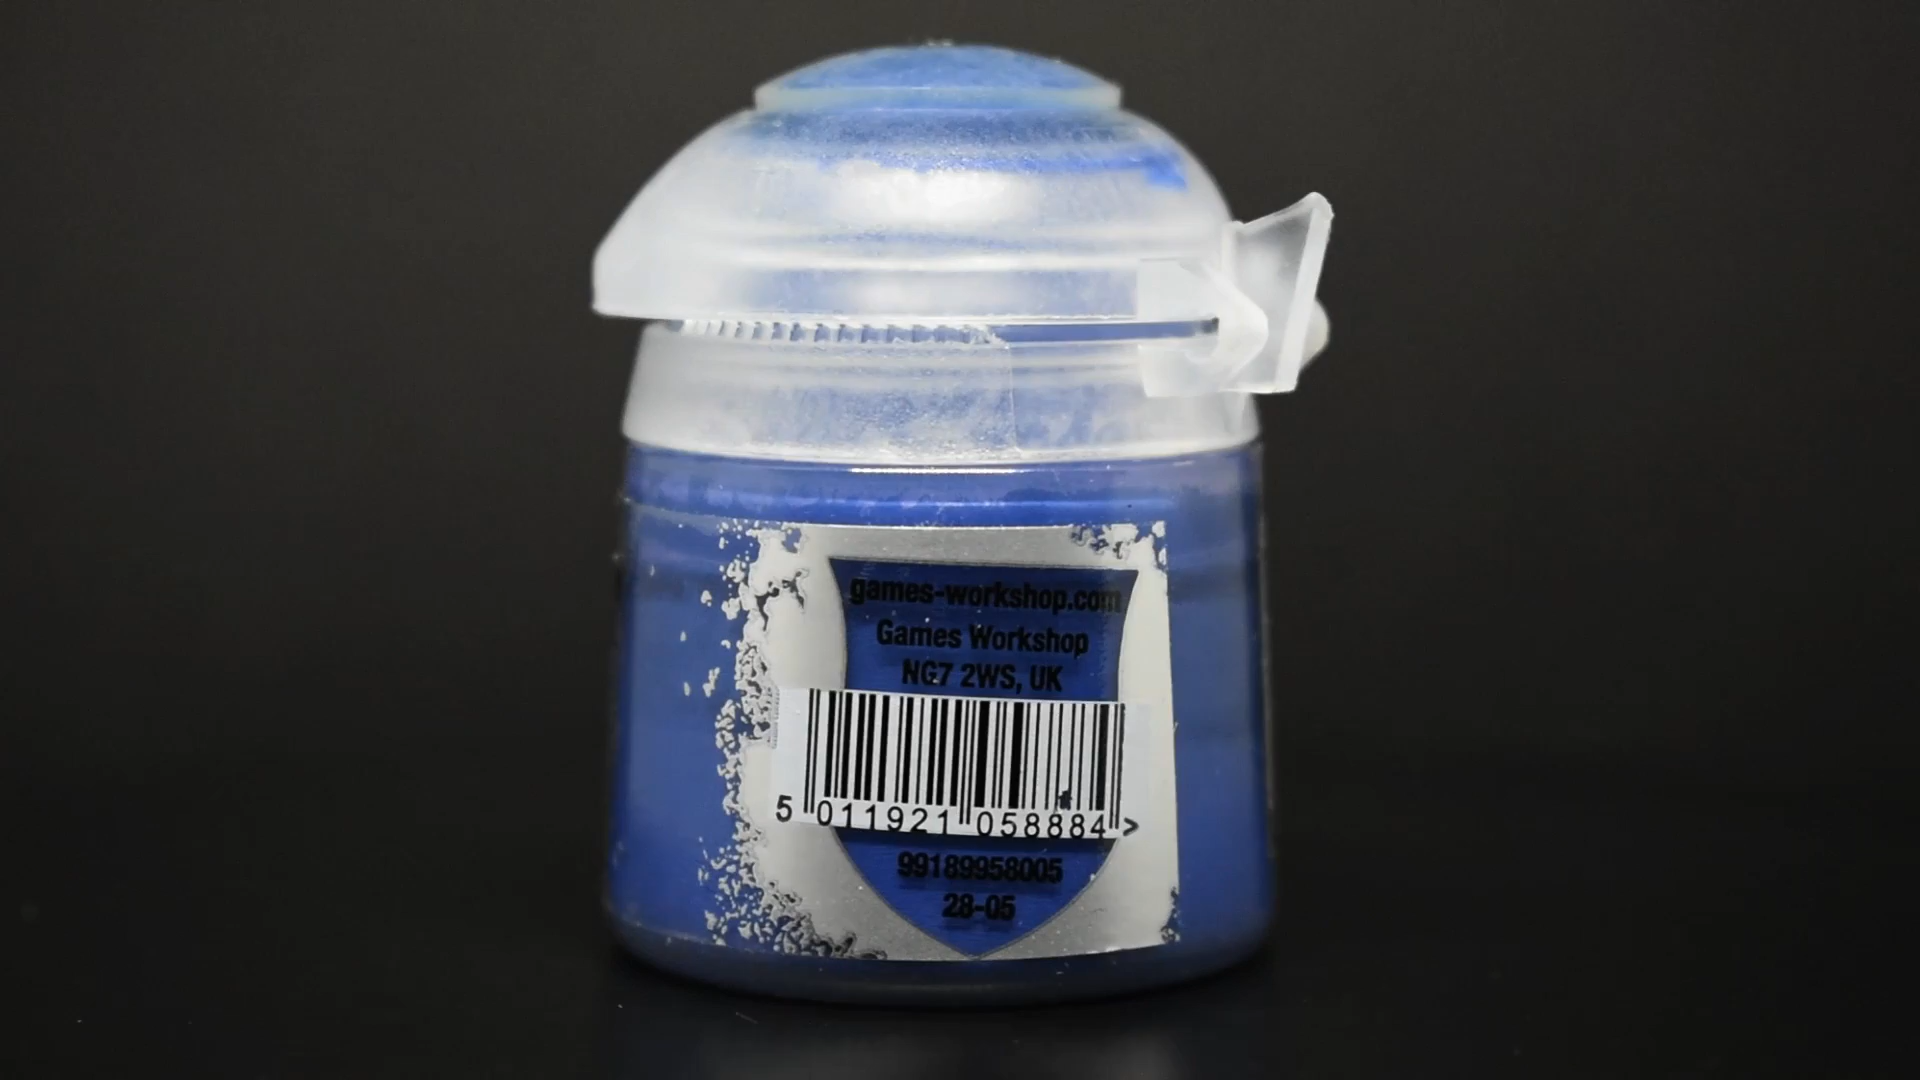 games-workshop.com
Games Workshop
NG7 2WS, UK
5 011921 058884 >
99189958005
28-05